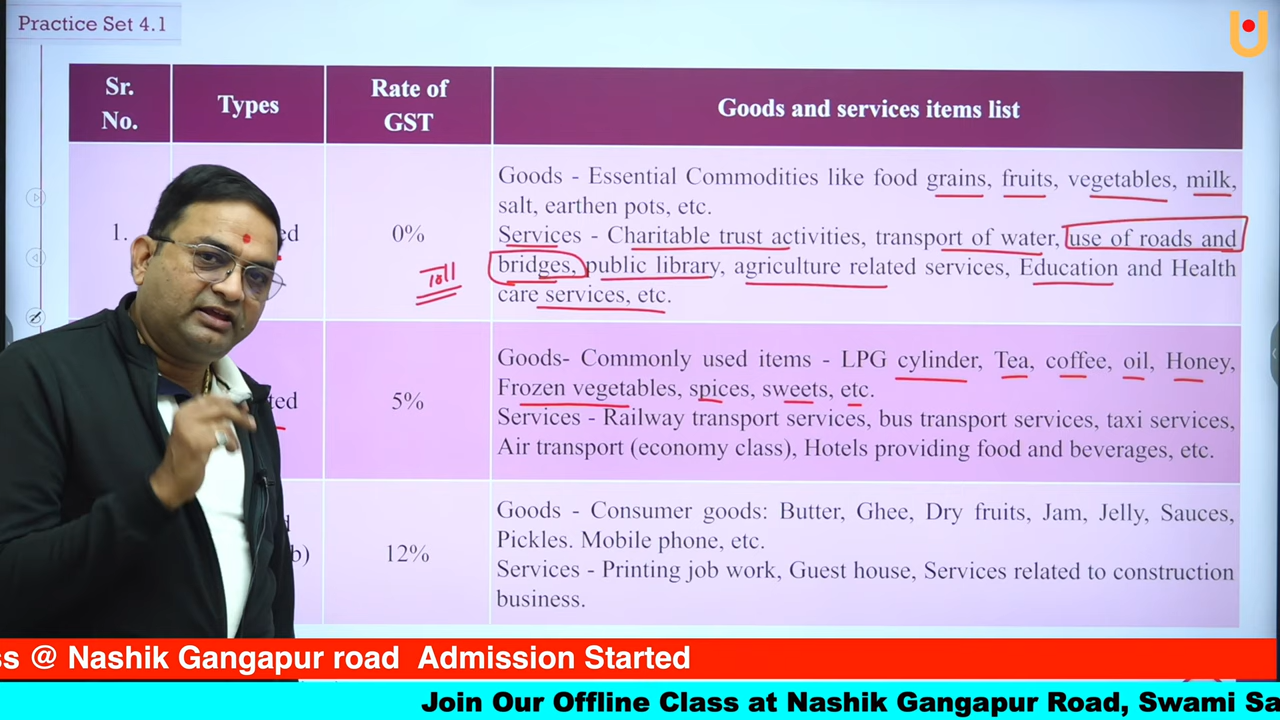 Practice Set 4.1
Sr. No.
Types
Rate of GST
Goods and services items list
1.
0%
Goods - Essential Commodities like food grains, fruits, vegetables, milk,
salt, earthen pots, etc.
Services - Charitable trust activities, transport of water, use of roads and
bridges, public library, agriculture related services, Education and Health
care services, etc.
Toll
5%
Goods- Commonly used items - LPG cylinder, Tea, coffee, oil, Honey,
Frozen vegetables, spices, sweets, etc.
Services - Railway transport services, bus transport services, taxi services,
Air transport (economy class), Hotels providing food and beverages, etc.
12%
Goods - Consumer goods: Butter, Ghee, Dry fruits, Jam, Jelly, Sauces,
Pickles. Mobile phone, etc.
Services - Printing job work, Guest house, Services related to construction
business.
@ Nashik Gangapur road Admission Started
Join Our Offline Class at Nashik Gangapur Road, Swami